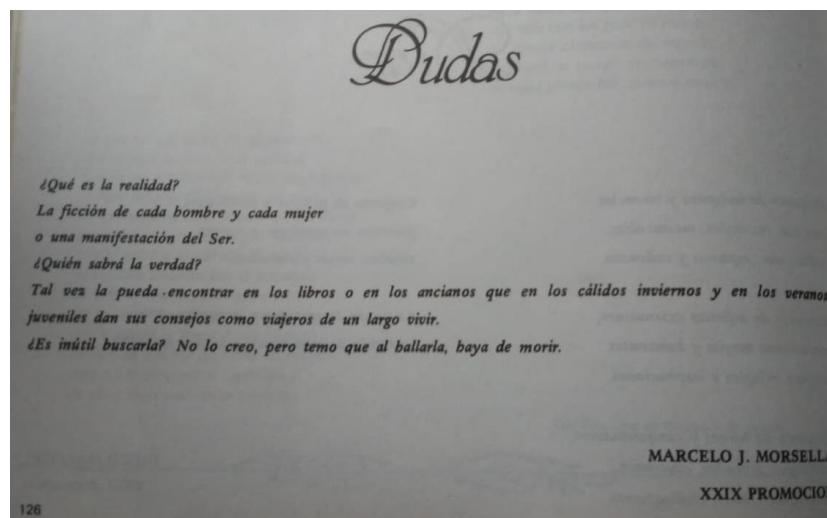 Dudas
¿Qué es la realidad?
La ficción de cada hombre y cada mujer
o una manifestación del Ser.
¿Quién sabrá la verdad?
Tal vez la pueda encontrar en los libros o en los ancianos que en los cálidos inviernos y en los veranos
juveniles dan sus consejos como viajeros de un largo vivir.
¿Es inútil buscarla? No lo creo, pero temo que al hallarla, haya de morir.
MARCELO J. MORSELL
XXIX PROMOCIO
126